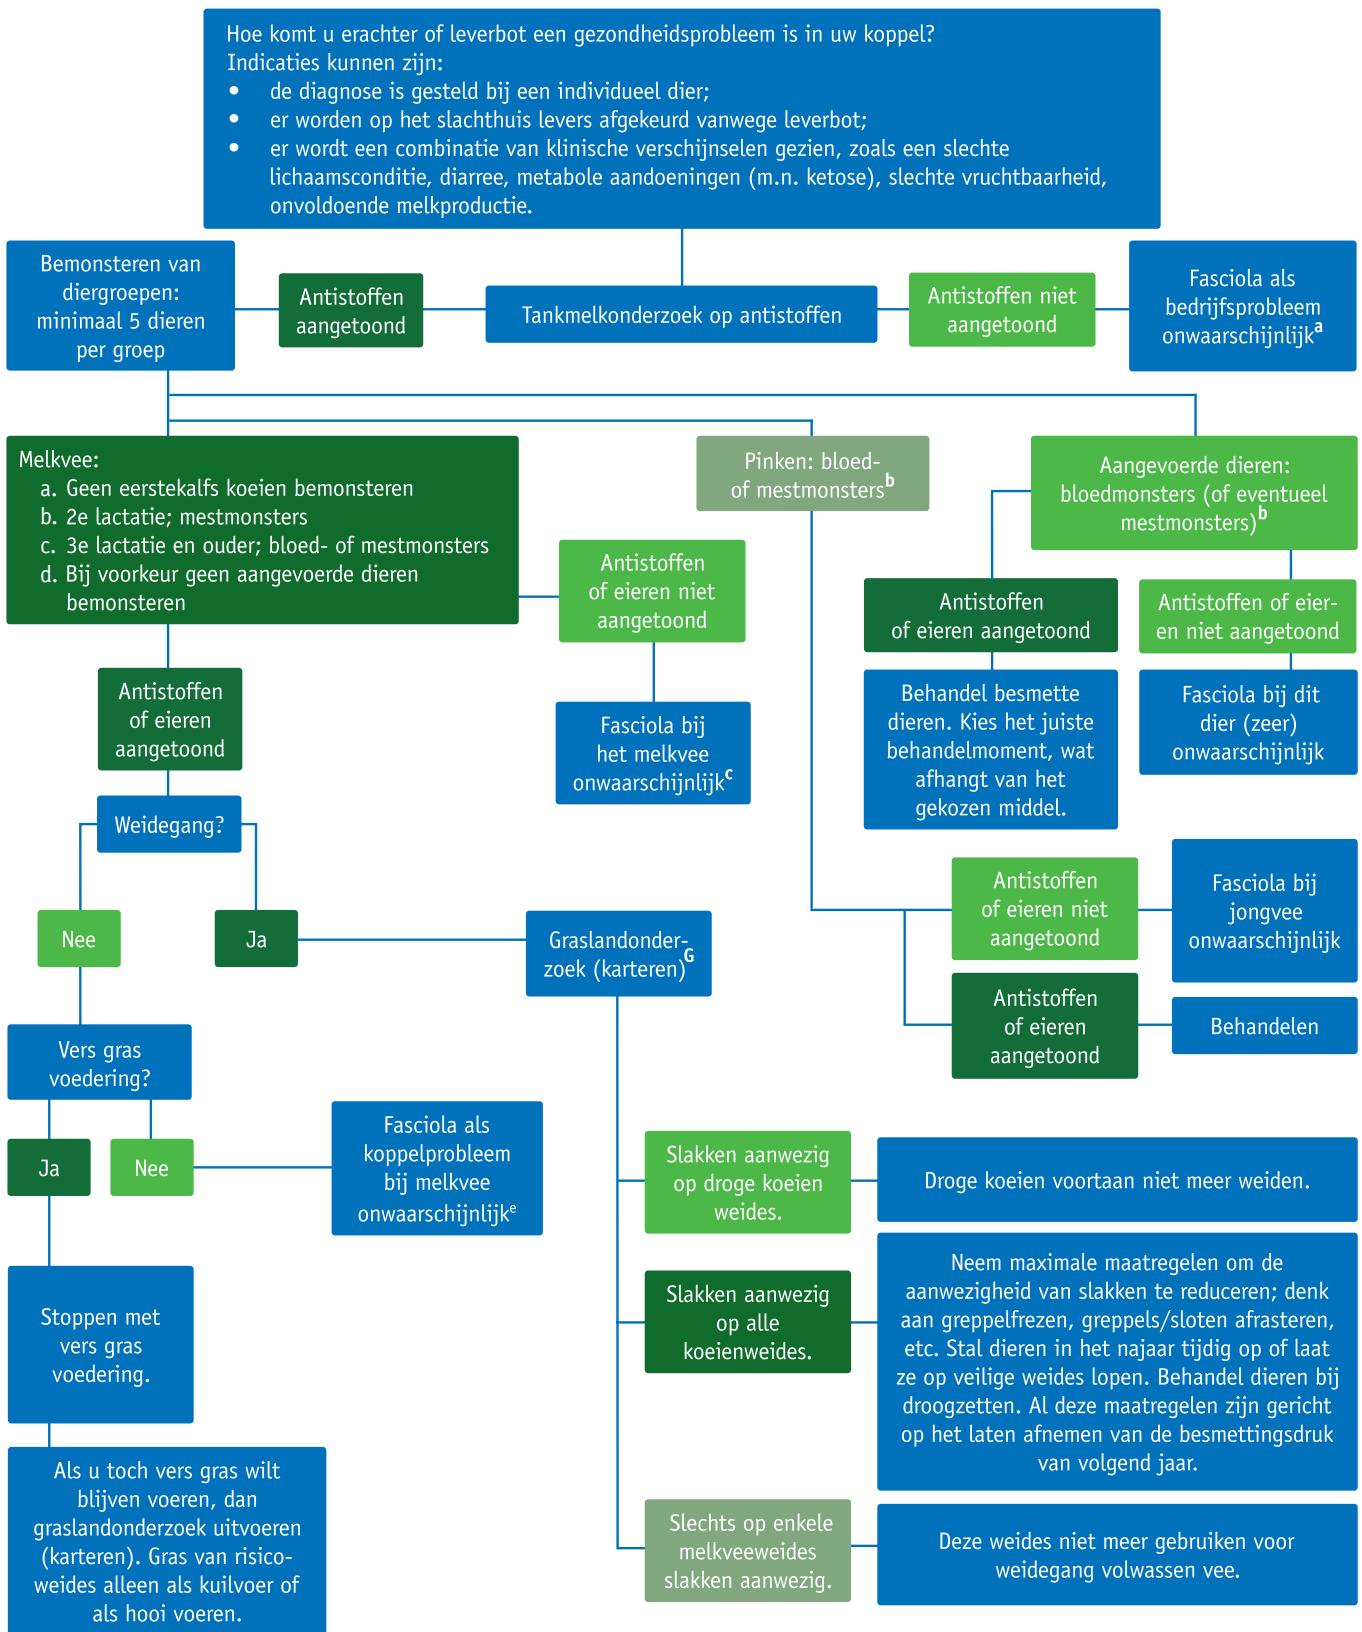 Hoe komt u erachter of leverbot een gezondheidsprobleem is in uw koppel?
Indicaties kunnen zijn:
• de diagnose is gesteld bij een individueel dier;
• er worden op het slachthuis levers afgekeurd vanwege leverbot;
• er wordt een combinatie van klinische verschijnselen gezien, zoals een slechte
lichaamsconditie, diarree, metabole aandoeningen (m.n. ketose), slechte vruchtbaarheid,
onvoldoende melkproductie.
Bemonsteren van
diergroepen:
minimaal 5 dieren
per groep
Antistoffen
aangetoond
Tankmelkonderzoek op antistoffen
Antistoffen niet
aangetoond
Fasciola als
bedrijfsprobleem
onwaarschijnlijk^a
Melkvee:
a. Geen eerstekalfs koeien bemonsteren
b. 2e lactatie; mestmonsters
c. 3e lactatie en ouder; bloed- of mestmonsters
d. Bij voorkeur geen aangevoerde dieren
bemonsteren
Pinken: bloed-
of mestmonsters^b
Aangevoerde dieren:
bloedmonsters (of eventueel
mestmonsters)^b
Antistoffen
of eieren niet
aangetoond
Antistoffen
of eieren aangetoond
Antistoffen of eier-
en niet aangetoond
Antistoffen
of eieren
aangetoond
Fasciola bij
het melkvee
onwaarschijnlijk^c
Behandel besmette
dieren. Kies het juiste
behandelmoment, wat
afhangt van het
gekozen middel.
Fasciola bij dit
dier (zeer)
onwaarschijnlijk
Weidegang?
Nee
Ja
Graslandonder-
zoek (karteren)^G
Antistoffen
of eieren niet
aangetoond
Fasciola bij
jongvee
onwaarschijnlijk
Antistoffen
of eieren
aangetoond
Behandelen
Vers gras
voedering?
Ja
Nee
Fasciola als
koppelprobleem
bij melkvee
onwaarschijnlijk^e
Slakken aanwezig
op droge koeien
weides.
Droge koeien voortaan niet meer weiden.
Stoppen met
vers gras
voedering.
Slakken aanwezig
op alle
koeienweides.
Neem maximale maatregelen om de
aanwezigheid van slakken te reduceren; denk
aan greppelfrezen, greppels/sloten afrasteren,
etc. Stal dieren in het najaar tijdig op of laat
ze op veilige weides lopen. Behandel dieren bij
droogzetten. Al deze maatregelen zijn gericht
op het laten afnemen van de besmettingsdruk
van volgend jaar.
Als u toch vers gras wilt
blijven voeren, dan
graslandonderzoek uitvoeren
(karteren). Gras van risico-
weides alleen als kuilvoer of
als hooi voeren.
Slechts op enkele
melkveeweides
slakken aanwezig.
Deze weides niet meer gebruiken voor
weidegang volwassen vee.